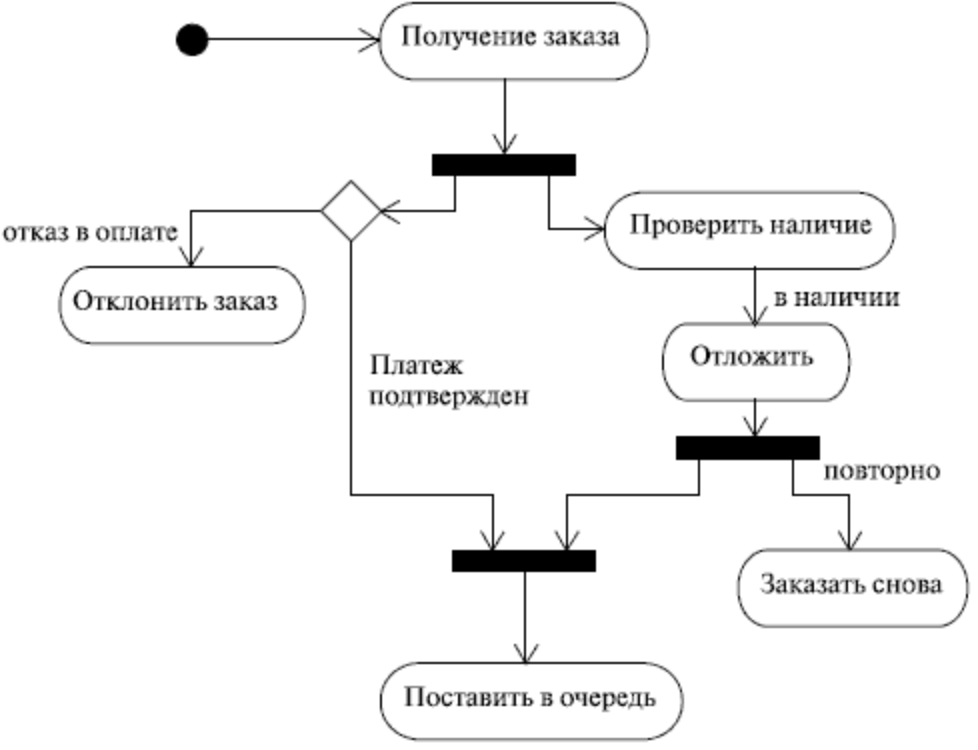 Получение заказа
отказ в оплате
Проверить наличие
Отклонить заказ
в наличии
Отложить
Платеж
подтвержден
повторно
Заказать снова
Поставить в очередь